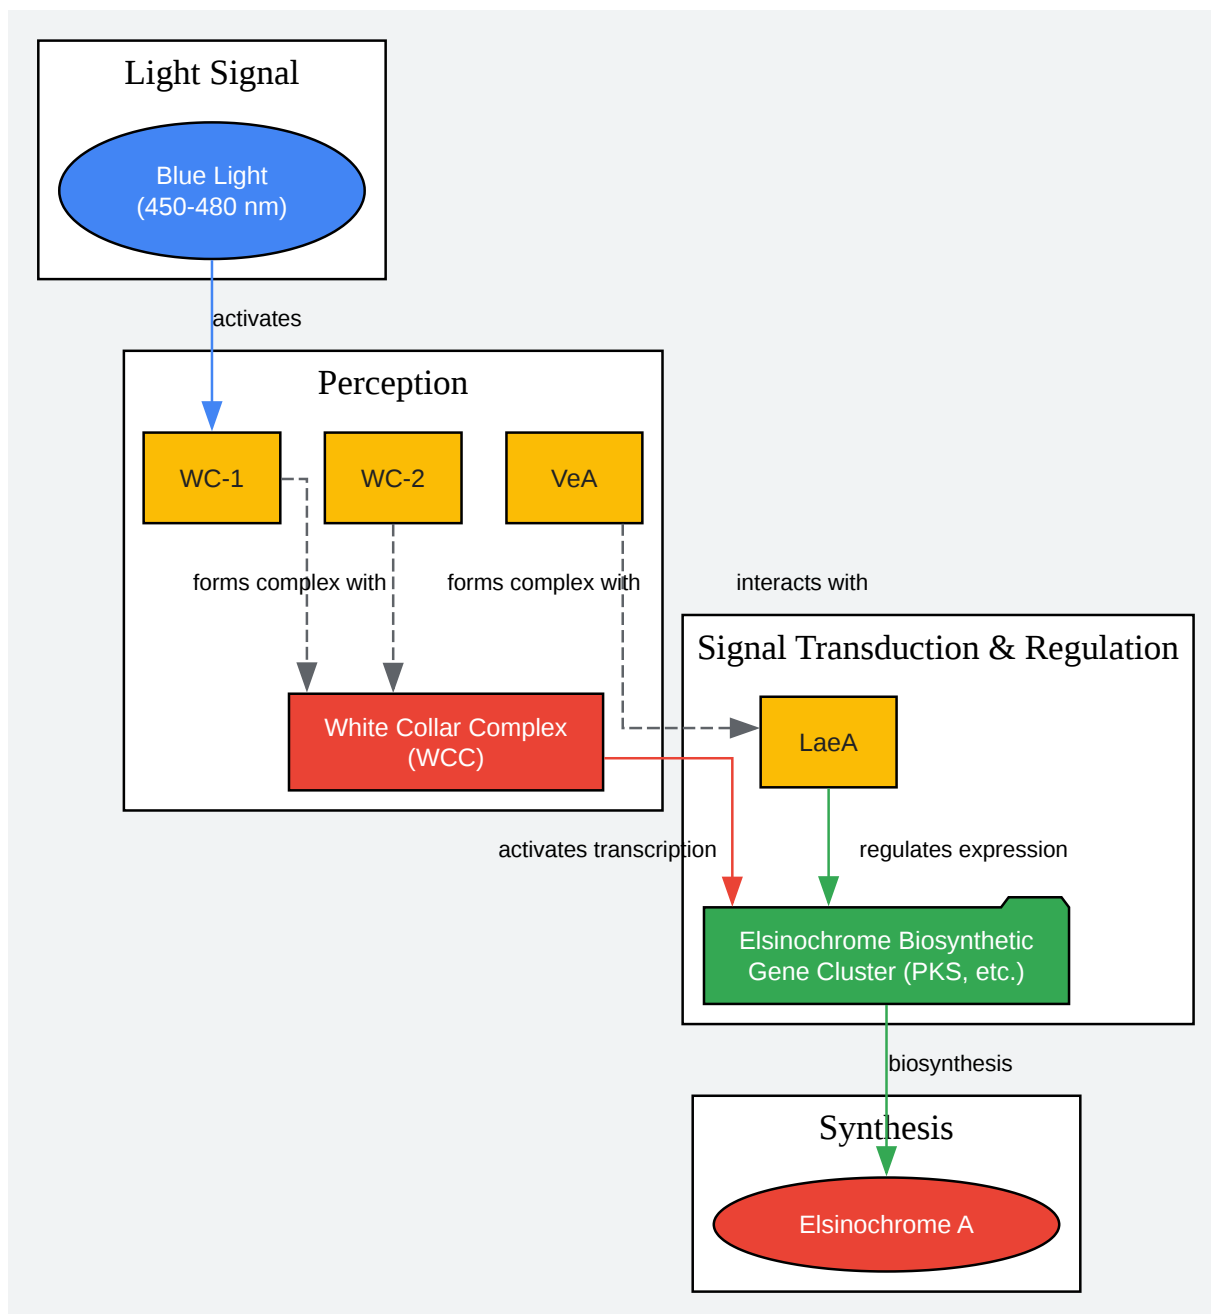 Light Signal
Blue Light
(450-480 nm)
activates
Perception
WC-1
WC-2
VeA
forms complex with
forms complex with
interacts with
Signal Transduction & Regulation
White Collar Complex
(WCC)
LaeA
activates transcription
regulates expression
Elsinochrome Biosynthetic
Gene Cluster (PKS, etc.)
biosynthesis
Synthesis
Elsinochrome A